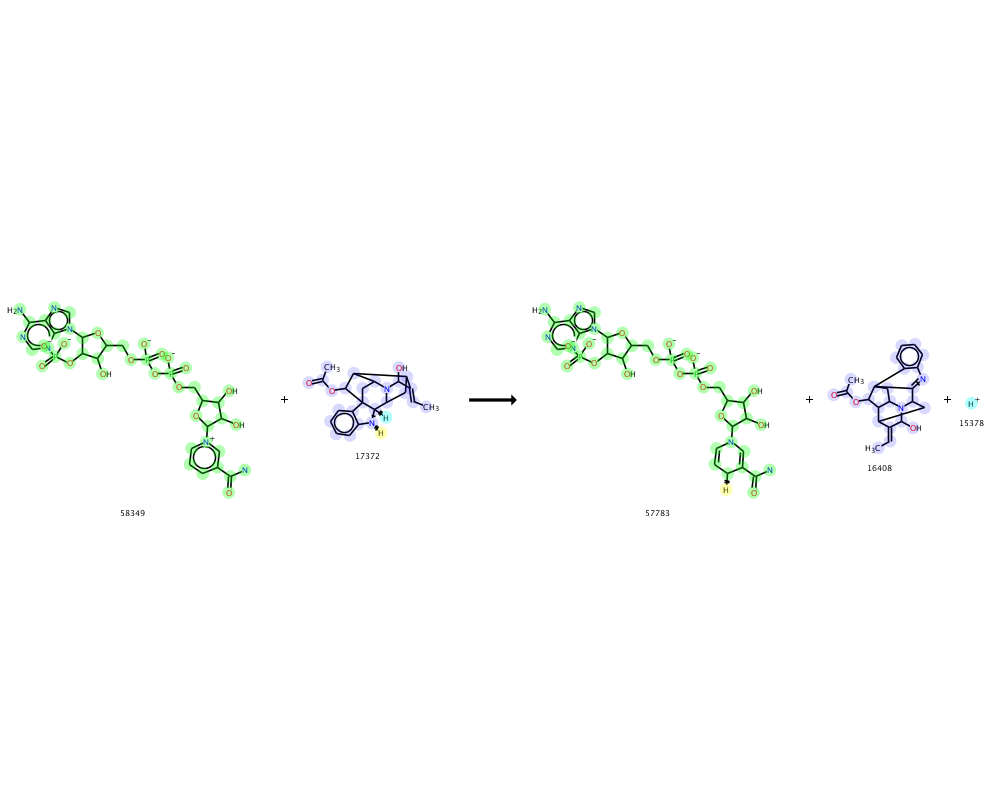 H₂N N N N N O O⁻ O⁻ P O O O OH O P O⁻ O O P O⁻ O O O OH OH N⁺ N O
+
CH₃ O O OH N CH₃ N H H
17372
58349
H₂N N N N N O O⁻ O⁻ P O O O OH O P O⁻ O O P O⁻ O O O OH OH N N O H
57783
+
CH₃ O O N N OH H₃C
16408
+
H⁺
15378